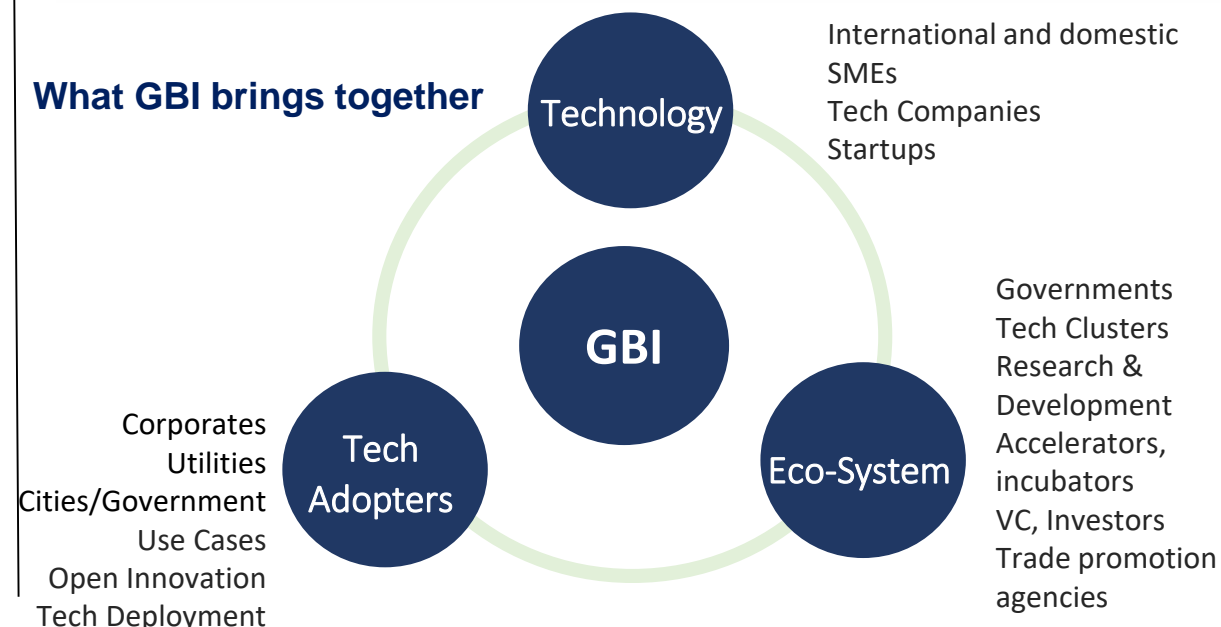 What GBI brings together
Technology
International and domestic
SMEs
Tech Companies
Startups
GBI
Eco-System
Governments
Tech Clusters
Research &
Development
Accelerators,
incubators
VC, Investors
Trade promotion
agencies
Tech
Adopters
Corporates
Utilities
Cities/Government
Use Cases
Open Innovation
Tech Deployment